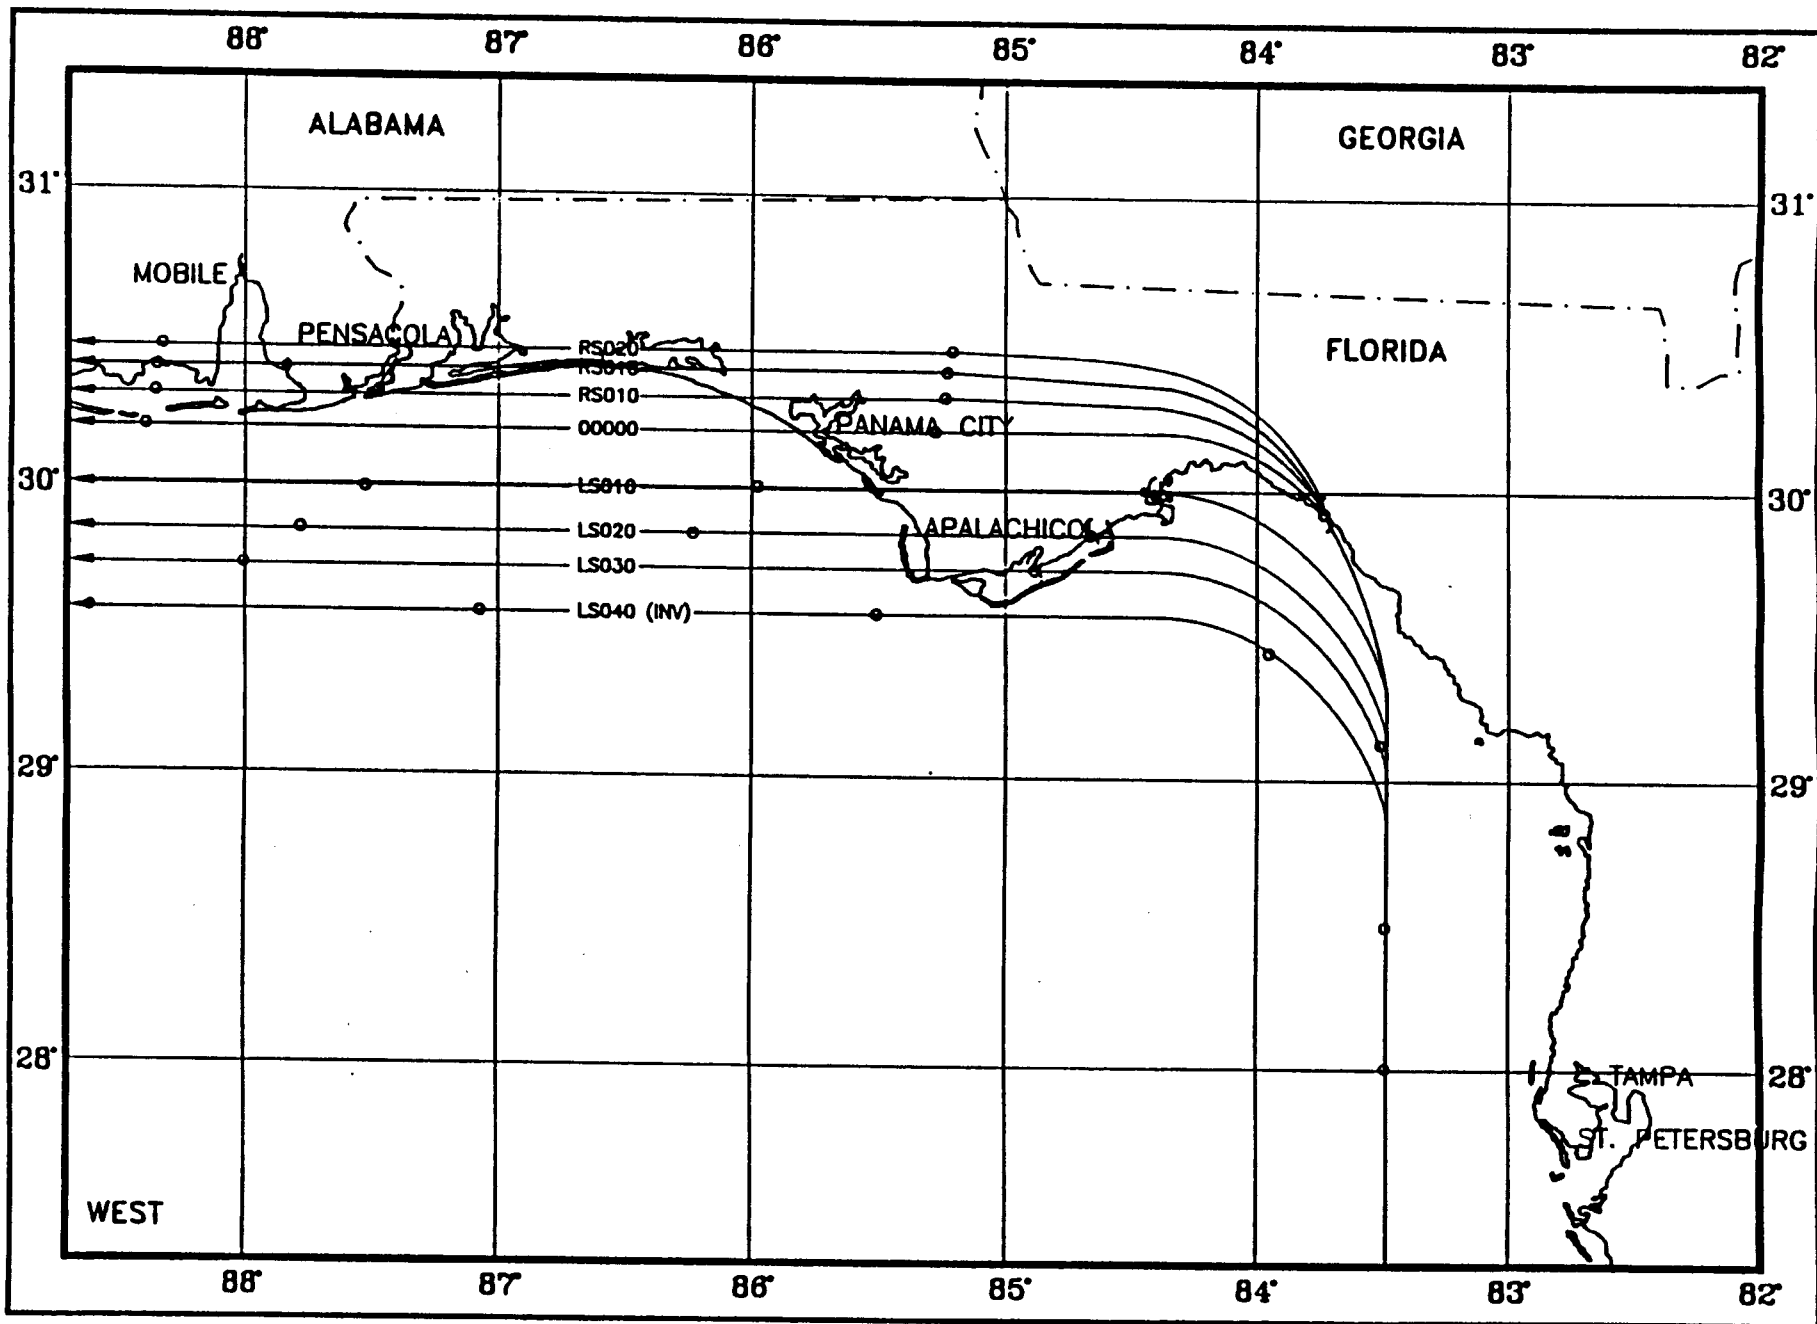 88° 87° 86° 85° 84° 83° 82°
ALABAMA
GEORGIA
31° 31°
MOBILE
PENSACOLA
RS020
FLORIDA
RS010
PANAMA CITY
00000
30° 30°
LS010
LS020
APALACHICOLA
LS030
LS040 (INV)
29° 29°
28° 28°
TAMPA
ST. PETERSBURG
WEST
88° 87° 86° 85° 84° 83° 82°